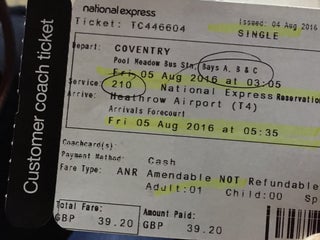 nationalexpress
Issued: 04 Aug 2016
Ticket: TC446604
SINGLE
Depart: COVENTRY
Pool Meadow Bus Stn, Bays A, B & C
Fri 05 Aug 2016 at 03:05
Service 210 National Express Reservation
Arrive: Heathrow Airport (T4)
Arrivals Forecourt
Fri 05 Aug 2016 at 05:35
Coachcard(s):
Payment Method: Cash
Fare Type: ANR Amendable NOT Refundable
Adult:01 Child:00 Sp
Total Fare:
GBP 39.20
Amount Paid:
GBP 39.20
Customer coach ticket